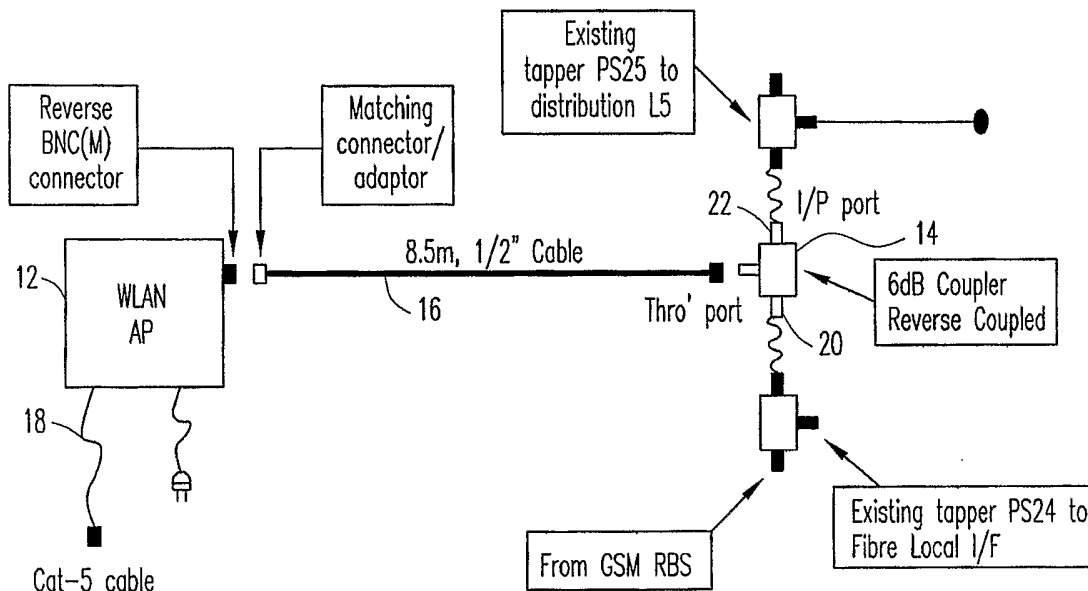 Existing
tapper PS25 to
distribution L5
Reverse
BNC(M)
connector
Matching
connector/
adaptor
I/P port
22
14
8.5m, 1/2" Cable
12
WLAN
AP
16
Thro' port
6dB Coupler
Reverse Coupled
20
18
Existing tapper PS24 to
Fibre Local I/F
From GSM RBS
Cat-5 cable